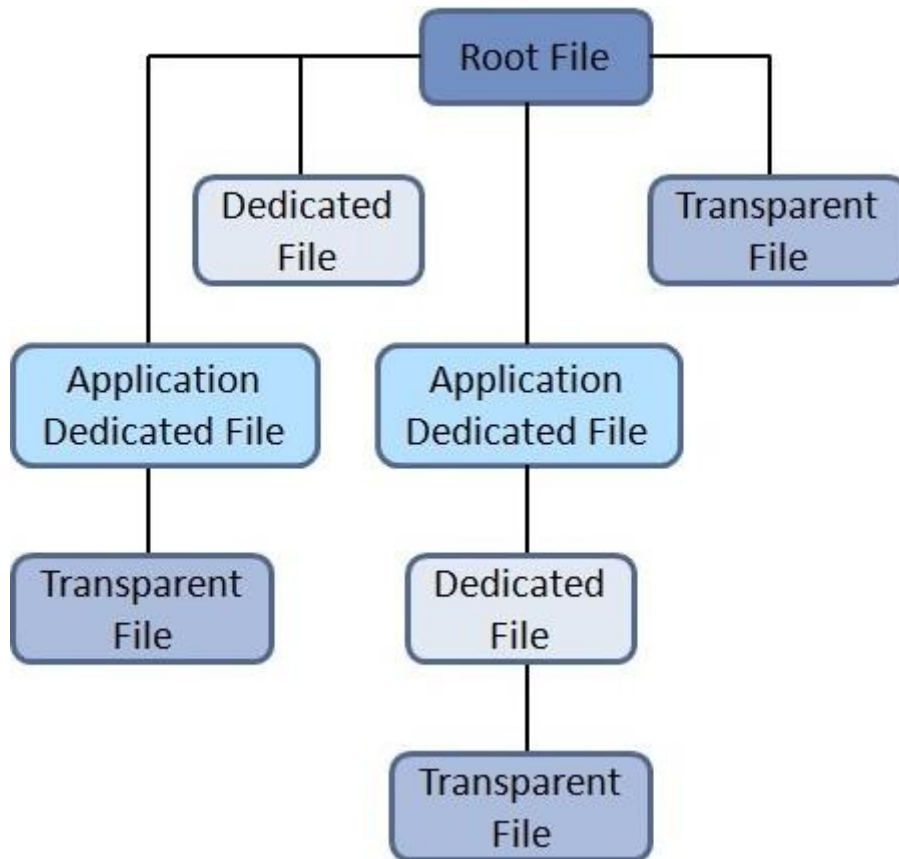 Root File
Dedicated
File
Transparent
File
Application
Dedicated File
Application
Dedicated File
Transparent
File
Dedicated
File
Transparent
File